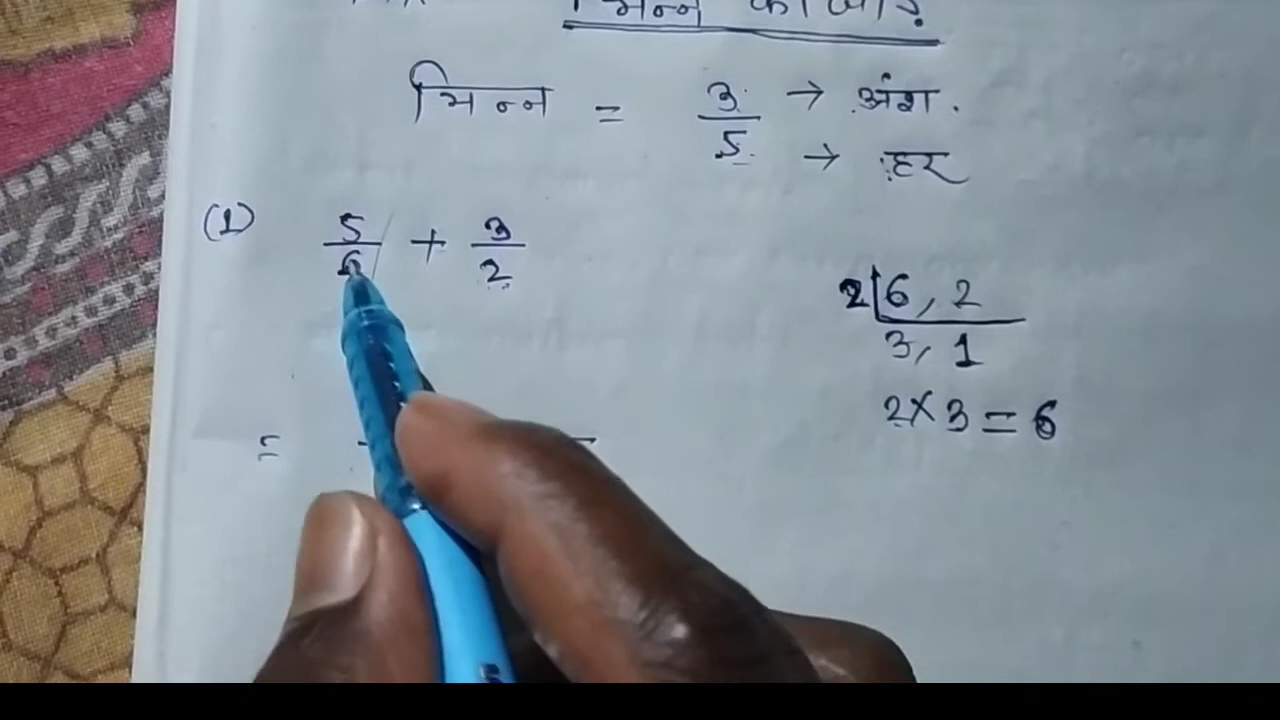 भिन्न का जोड़
भिन्न = 3/5 → अंश.
→ हर
(1) 5/6 + 3/2
2 6, 2
3, 1
2 × 3 = 6
=